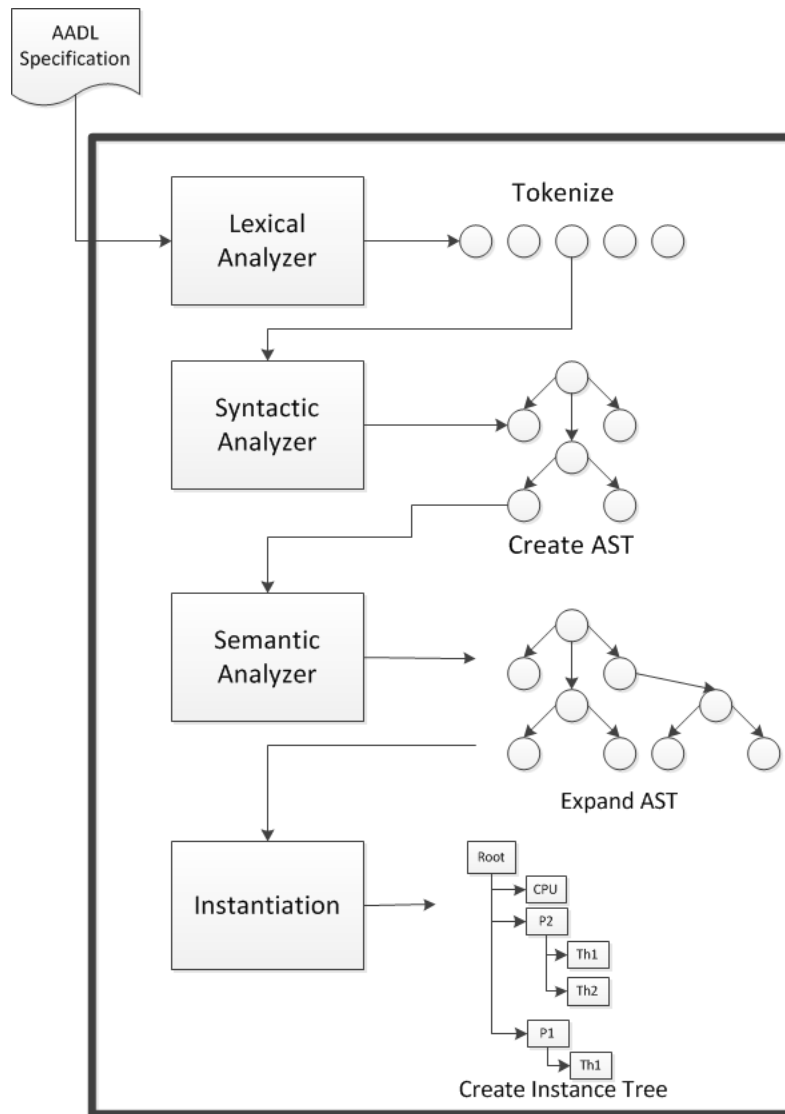 AADL
Specification
Lexical
Analyzer
Tokenize
Syntactic
Analyzer
Create AST
Semantic
Analyzer
Expand AST
Instantiation
Root
CPU
P2
Th1
Th2
P1
Th1
Create Instance Tree